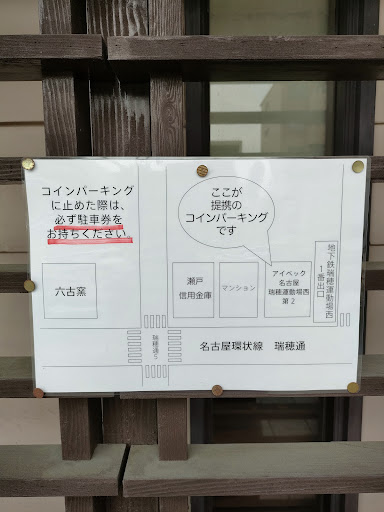 コインパーキング
に止めた際は、
必ず駐車券を
お持ちください。
ここが
提携の
コインパーキング
です
六古窯
瀬戸
信用金庫
マンション
アイペック
名古屋
瑞穂運動場西
第2
地下鉄瑞穂運動場西
1番出口
瑞穂通5
名古屋環状線 瑞穂通